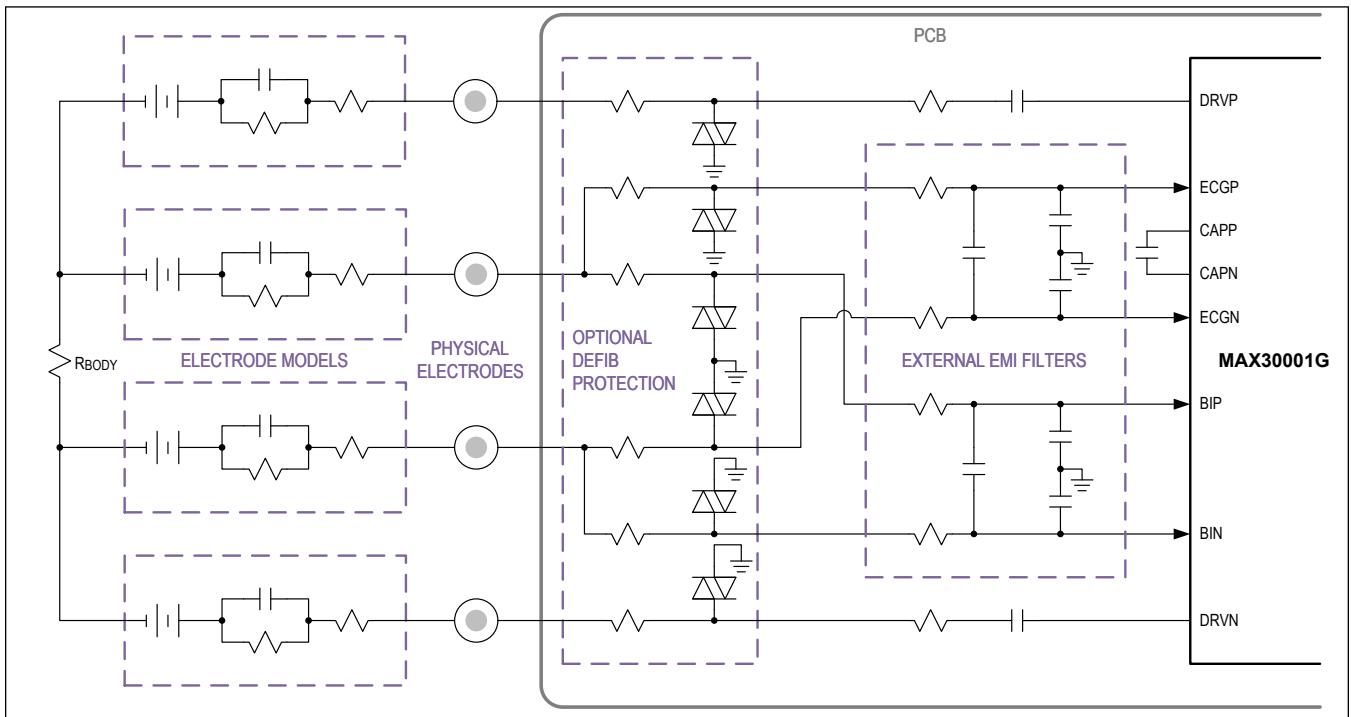 PCB
DRVP
ECGP
CAPP
CAPN
ECGN
RBODY
ELECTRODE MODELS
PHYSICAL
ELECTRODES
OPTIONAL
DEFIB
PROTECTION
EXTERNAL EMI FILTERS
MAX30001G
BIP
BIN
DRVN